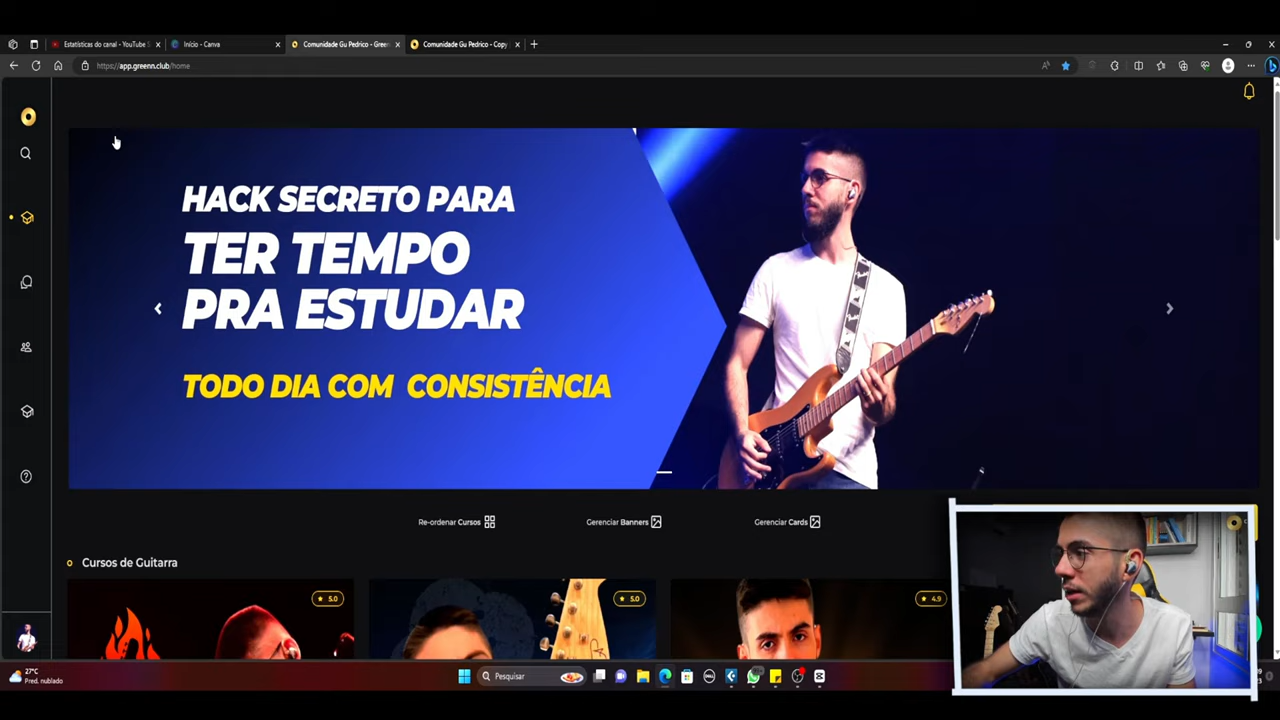 Estatísticas do canal - YouTube S
Início - Canva
Comunidade Gu Pedrico - Green
Comunidade Gu Pedrico - Copy
https://app.greenn.club/home
HACK SECRETO PARA
TER TEMPO
PRA ESTUDAR
TODO DIA COM CONSISTÊNCIA
Re-ordenar Cursos
Gerenciar Banners
Gerenciar Cards
Cursos de Guitarra
5.0
5.0
4.9
27°C
Pred. nublado
Pesquisar